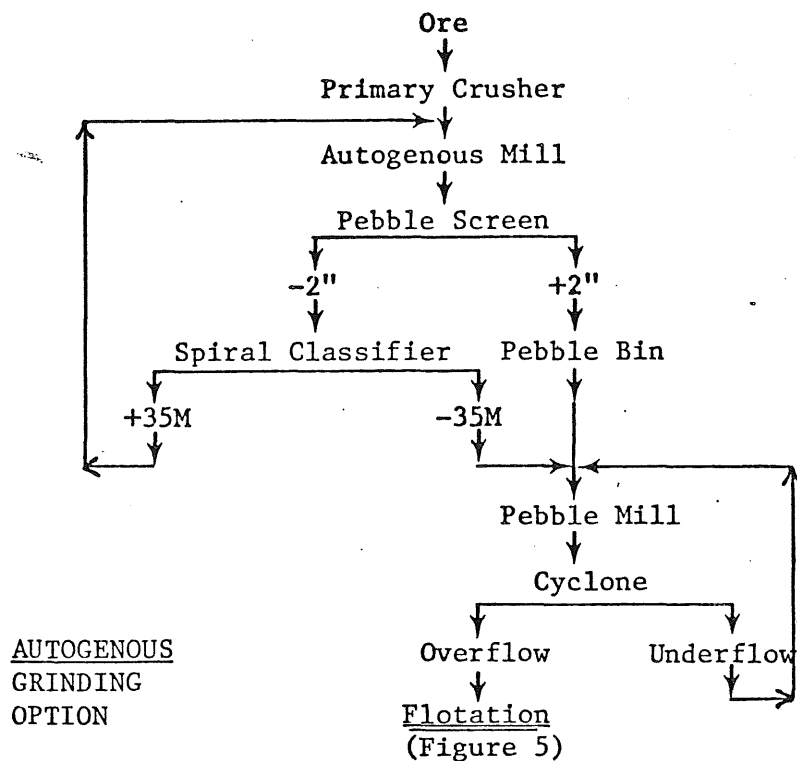 Ore
Primary Crusher
Autogenous Mill
Pebble Screen
-2" +2"
Spiral Classifier Pebble Bin
+35M -35M
Pebble Mill
Cyclone
Overflow Underflow
Flotation
(Figure 5)
AUTOGENOUS
GRINDING
OPTION